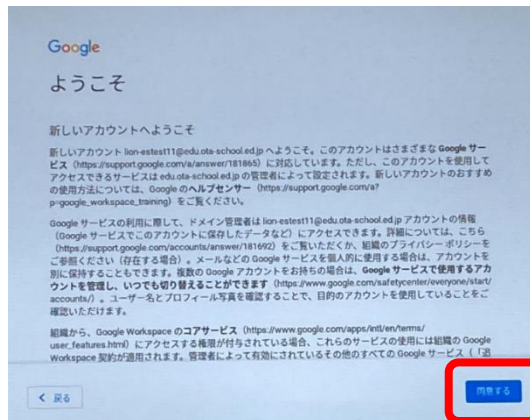 Google
ようこそ
新しいアカウントへようこそ
新しいアカウント lion-estest11@edu.ota-school.ed.jp へようこそ。このアカウントはさまざまな Google サー
ビス（https://support.google.com/a/answer/181865）に対応しています。ただし、このアカウントを使用して
アクセスできるサービスは edu.ota-school.ed.jp の管理者によって設定されます。新しいアカウントのおすすめ
の使用方法については、Google のヘルプセンター（https://support.google.com/a?
p=google_workspace_training）をご覧ください。
Google サービスの利用に際して、ドメイン管理者は lion-estest11@edu.ota-school.ed.jp アカウントの情報
（Google サービスでこのアカウントに保存したデータなど）にアクセスできます。詳細については、こちら
（https://support.google.com/accounts/answer/181692）をご覧いただくか、組織のプライバシー ポリシーを
ご参照ください（存在する場合）。メールなどの Google サービスを個人的に使用する場合は、アカウントを
別に保持することもできます。複数の Google アカウントをお持ちの場合は、Google サービスで使用するアカ
ウントを管理し、いつでも切り替えることができます（https://www.google.com/safetycenter/everyone/start/
accounts/）。ユーザー名とプロフィール写真を確認することで、目的のアカウントを使用していることをご
確認いただけます。
組織から、Google Workspace のコアサービス（https://www.google.com/apps/intl/en/terms/
user_features.html）にアクセスする権限が付与されている場合、これらのサービスの使用には組織の Google
Workspace 契約が適用されます。管理者によって有効にされているその他のすべての Google サービス（「追
戻る
同意する